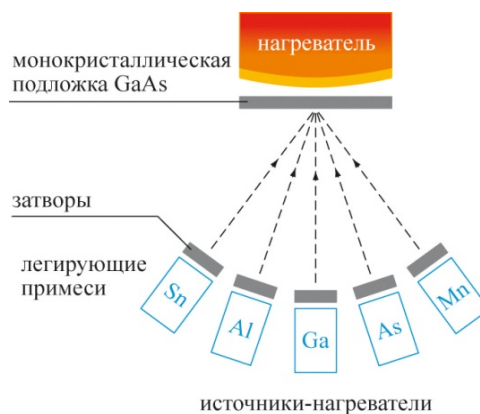 нагреватель
монокристаллическая
подложка GaAs
затворы
легирующие
примеси
Sn
Al
Ga
As
Mn
источники-нагреватели